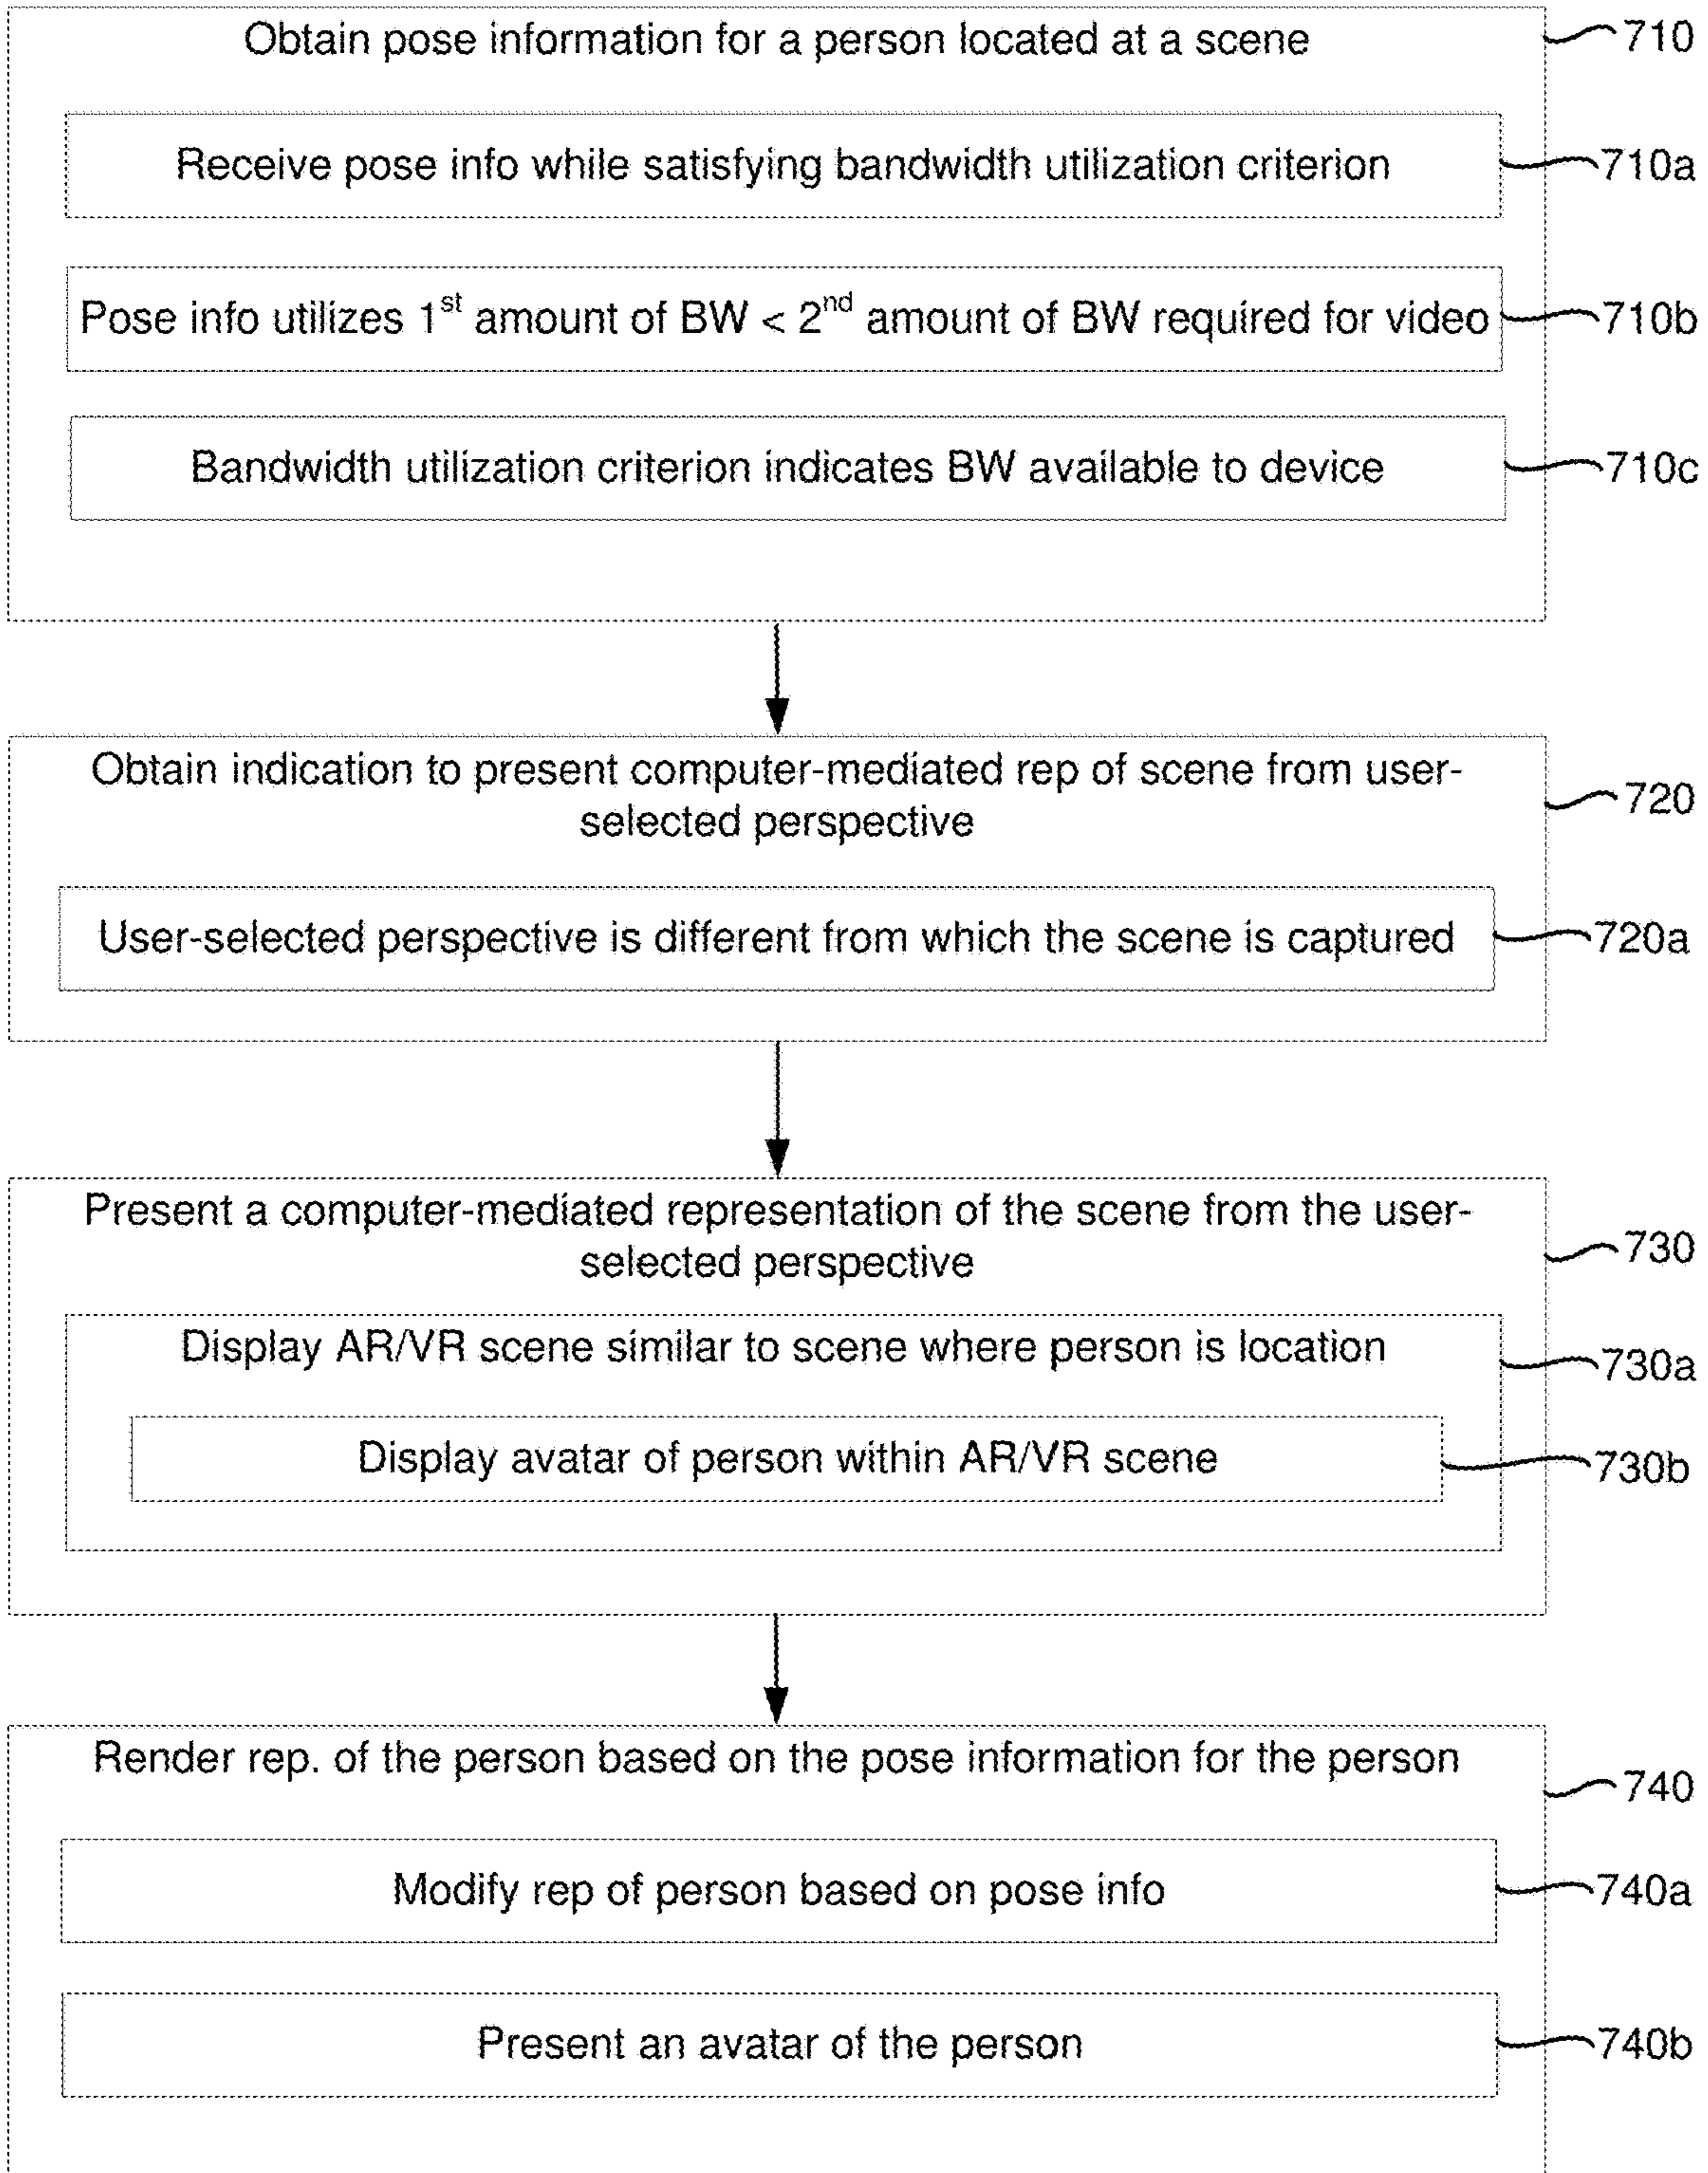 Obtain pose information for a person located at a scene
710
Receive pose info while satisfying bandwidth utilization criterion
710a
Pose info utilizes 1st amount of BW < 2nd amount of BW required for video
710b
Bandwidth utilization criterion indicates BW available to device
710c
Obtain indication to present computer-mediated rep of scene from user-
selected perspective
720
User-selected perspective is different from which the scene is captured
720a
Present a computer-mediated representation of the scene from the user-
selected perspective
730
Display AR/VR scene similar to scene where person is location
730a
Display avatar of person within AR/VR scene
730b
Render rep. of the person based on the pose information for the person
740
Modify rep of person based on pose info
740a
Present an avatar of the person
740b